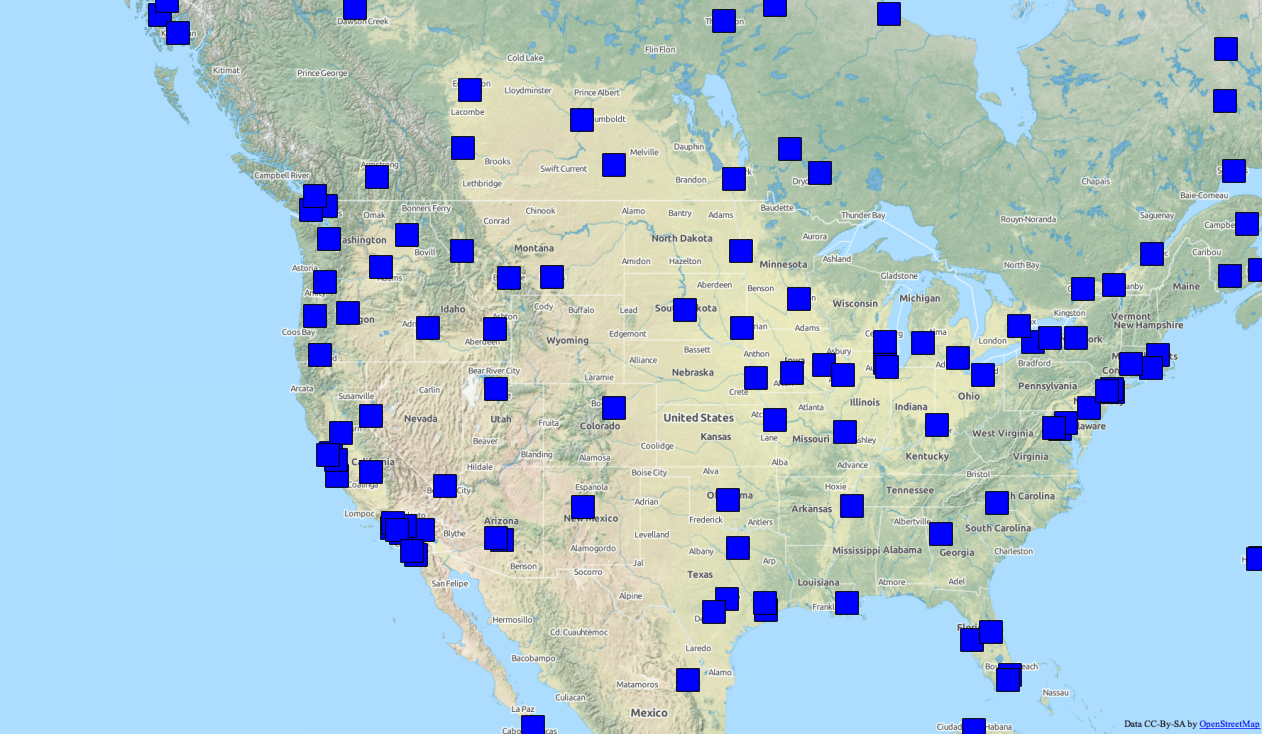 Dawson Creek
Flin Flon
Cold Lake
Kitimat
Prince George
Lloydminster
Prince Albert
Lacombe
Dauphin
Melville
Brooks
Swift Current
Campbell River
Lethbridge
Brandon
Chapais
Baie-Comeau
Bonners Ferry
Omak
Conrad
Chinook
Alamo
Bantry
Adams
Baudette
Thunder Bay
Rouyn-Noranda
Saguenay
Bovill
Montana
North Dakota
Aurora
Caribou
Astoria
Amidon
Hazelton
Minnesota
Ashland
North Bay
Gladstone
Aberdeen
Benson
Maine
Idaho
Cody
Buffalo
Lead
Wisconsin
Michigan
Kingston
Vermont
New Hampshire
Coos Bay
Edgemont
Adams
London
Wyoming
Bassett
Anthon
Asbury
Iowa
Bradford
Alliance
Bear River City
Nebraska
Laramie
Arcata
Carlin
Susanville
Crete
Pennsylvania
Ohio
Nevada
Utah
Fruita
Colorado
United States
Kansas
Atlanta
Illinois
Indiana
West Virginia
Lane
Missouri
Beaver
Coolidge
Virginia
Kentucky
Blanding
Alamosa
California
Hildale
Boise City
Alva
Alba
Advance
Bristol
Coalinga
Espanola
Hoxie
Tennessee
Adrian
Arkansas
Lompoc
New Mexico
Frederick
Antlers
Albertville
South Carolina
Arizona
Blythe
Levelland
Alamogordo
Albany
Mississippi
Alabama
Georgia
Charleston
Arp
Benson
Socorro
Jal
Texas
San Felipe
Louisiana
Atmore
Adel
Alpine
Hermosillo
Cd. Cuauhtémoc
Laredo
Bacobampo
Alamo
Matamoros
Culiacan
Nassau
La Paz
Mexico
Data CC-By-SA by OpenStreetMap